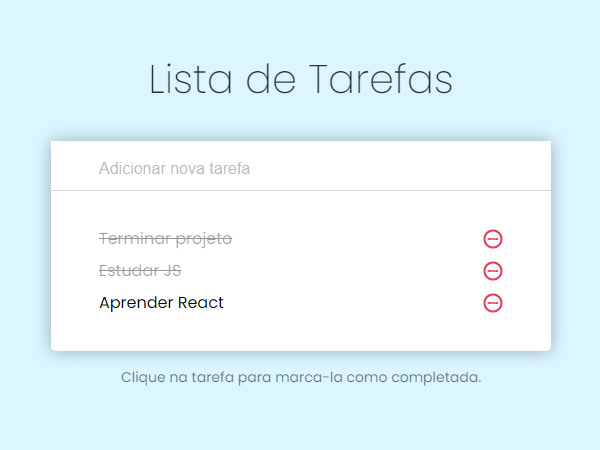 Lista de Tarefas
Adicionar nova tarefa
Terminar projeto
Estudar JS
Aprender React
Clique na tarefa para marca-la como completada.